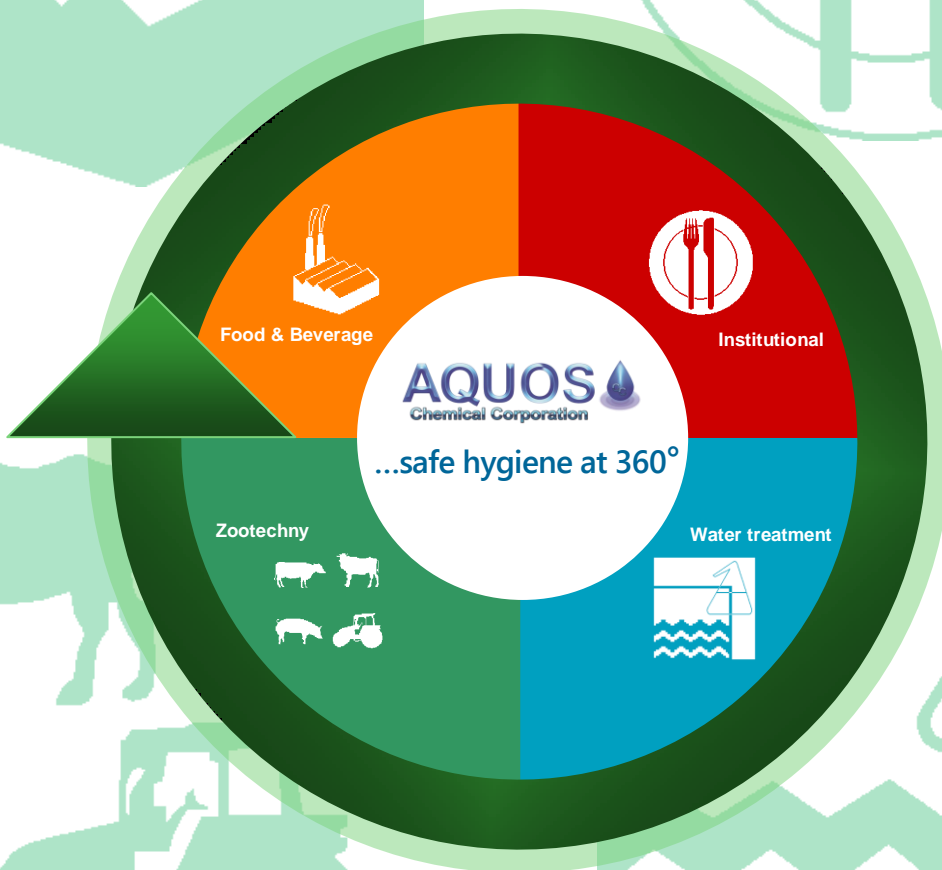 Food & Beverage
Institutional
AQUOS
Chemical Corporation
...safe hygiene at 360°
Zootechny
Water treatment